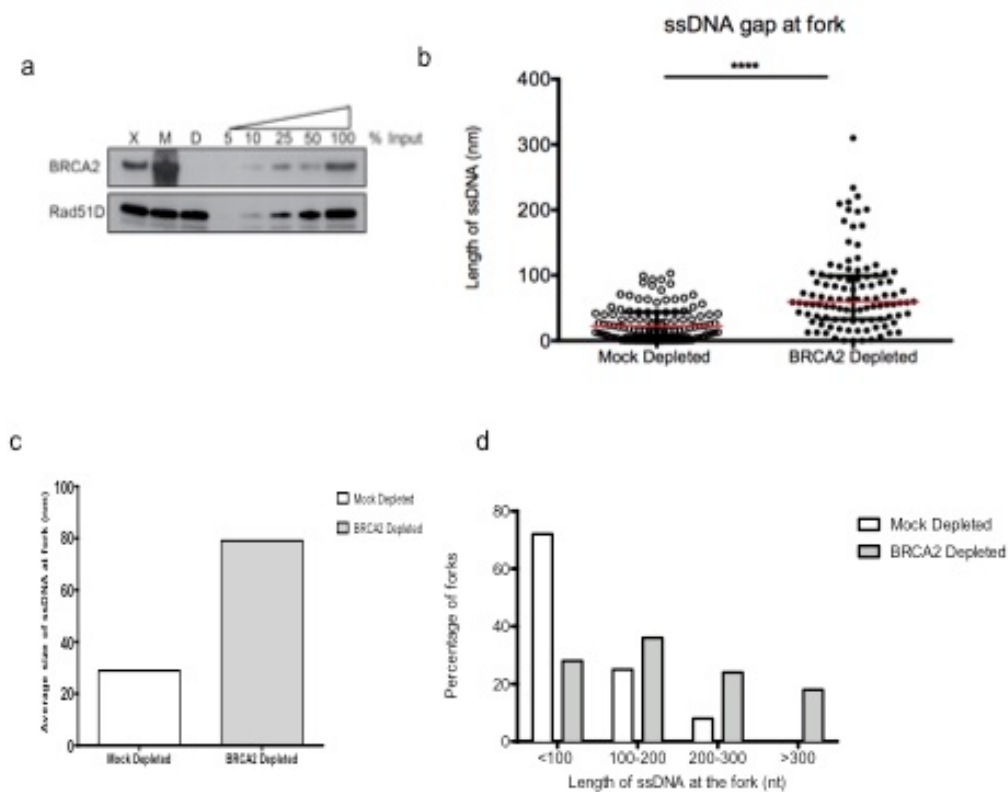 a
X M D 5 10 25 50 100 % Input
BRCA2
Rad51D
b
ssDNA gap at fork
****
Length of ssDNA (nm)
400
300
200
100
0
Mock Depleted BRCA2 Depleted
c
Average size of ssDNA at fork (nm)
100
80
60
40
20
0
Mock Depleted BRCA2 Depleted
Mock Depleted
BRCA2 Depleted
d
Percentage of forks
80
60
40
20
0
<100 100-200 200-300 >300
Length of ssDNA at the fork (nt)
Mock Depleted
BRCA2 Depleted